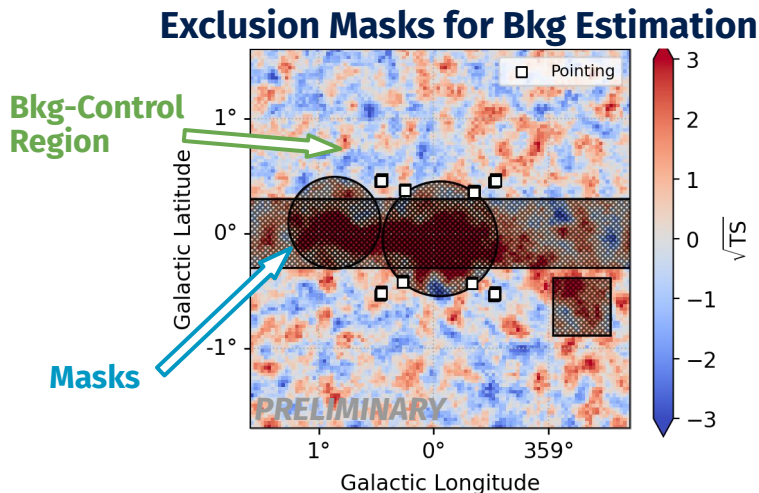 Exclusion Masks for Bkg Estimation
Pointing
Bkg-Control
Region
Masks
Galactic Latitude
1°
0°
-1°
PRELIMINARY
1°
0°
359°
Galactic Longitude
3
2
1
0
−1
−2
−3
√TS